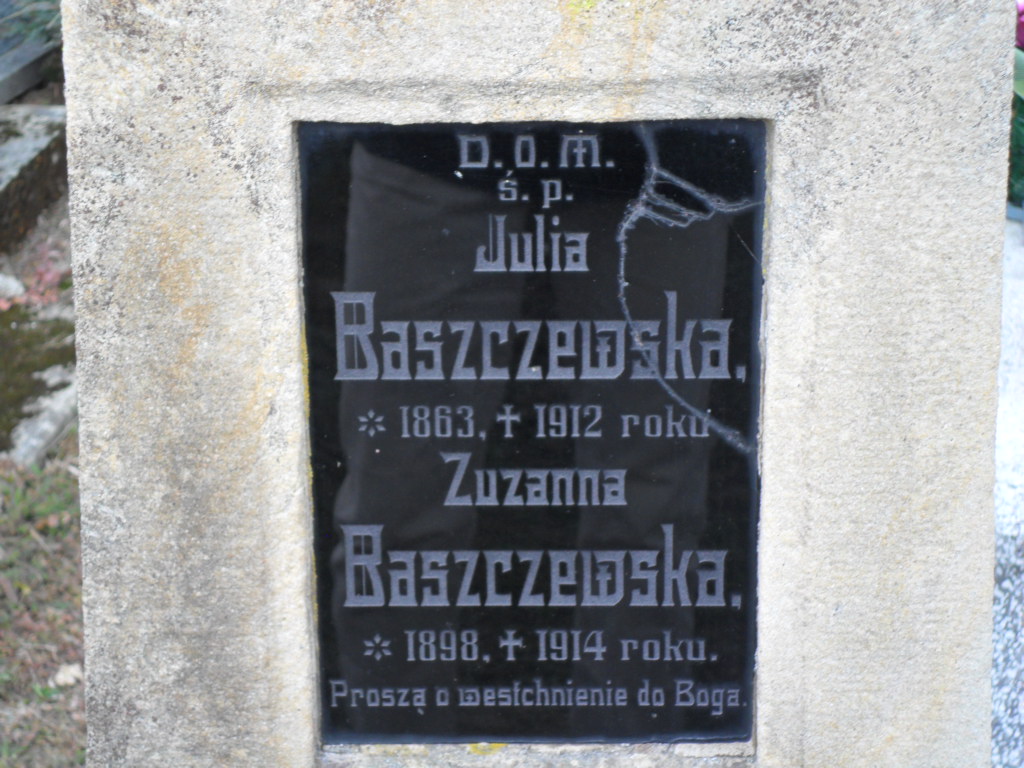 D. O. M.
ś. p.
Julia
Baszczewska,
* 1863, ✝ 1912 roku
Zuzanna
Baszczewska,
* 1898, ✝ 1914 roku.
Proszą o westchnienie do Boga.